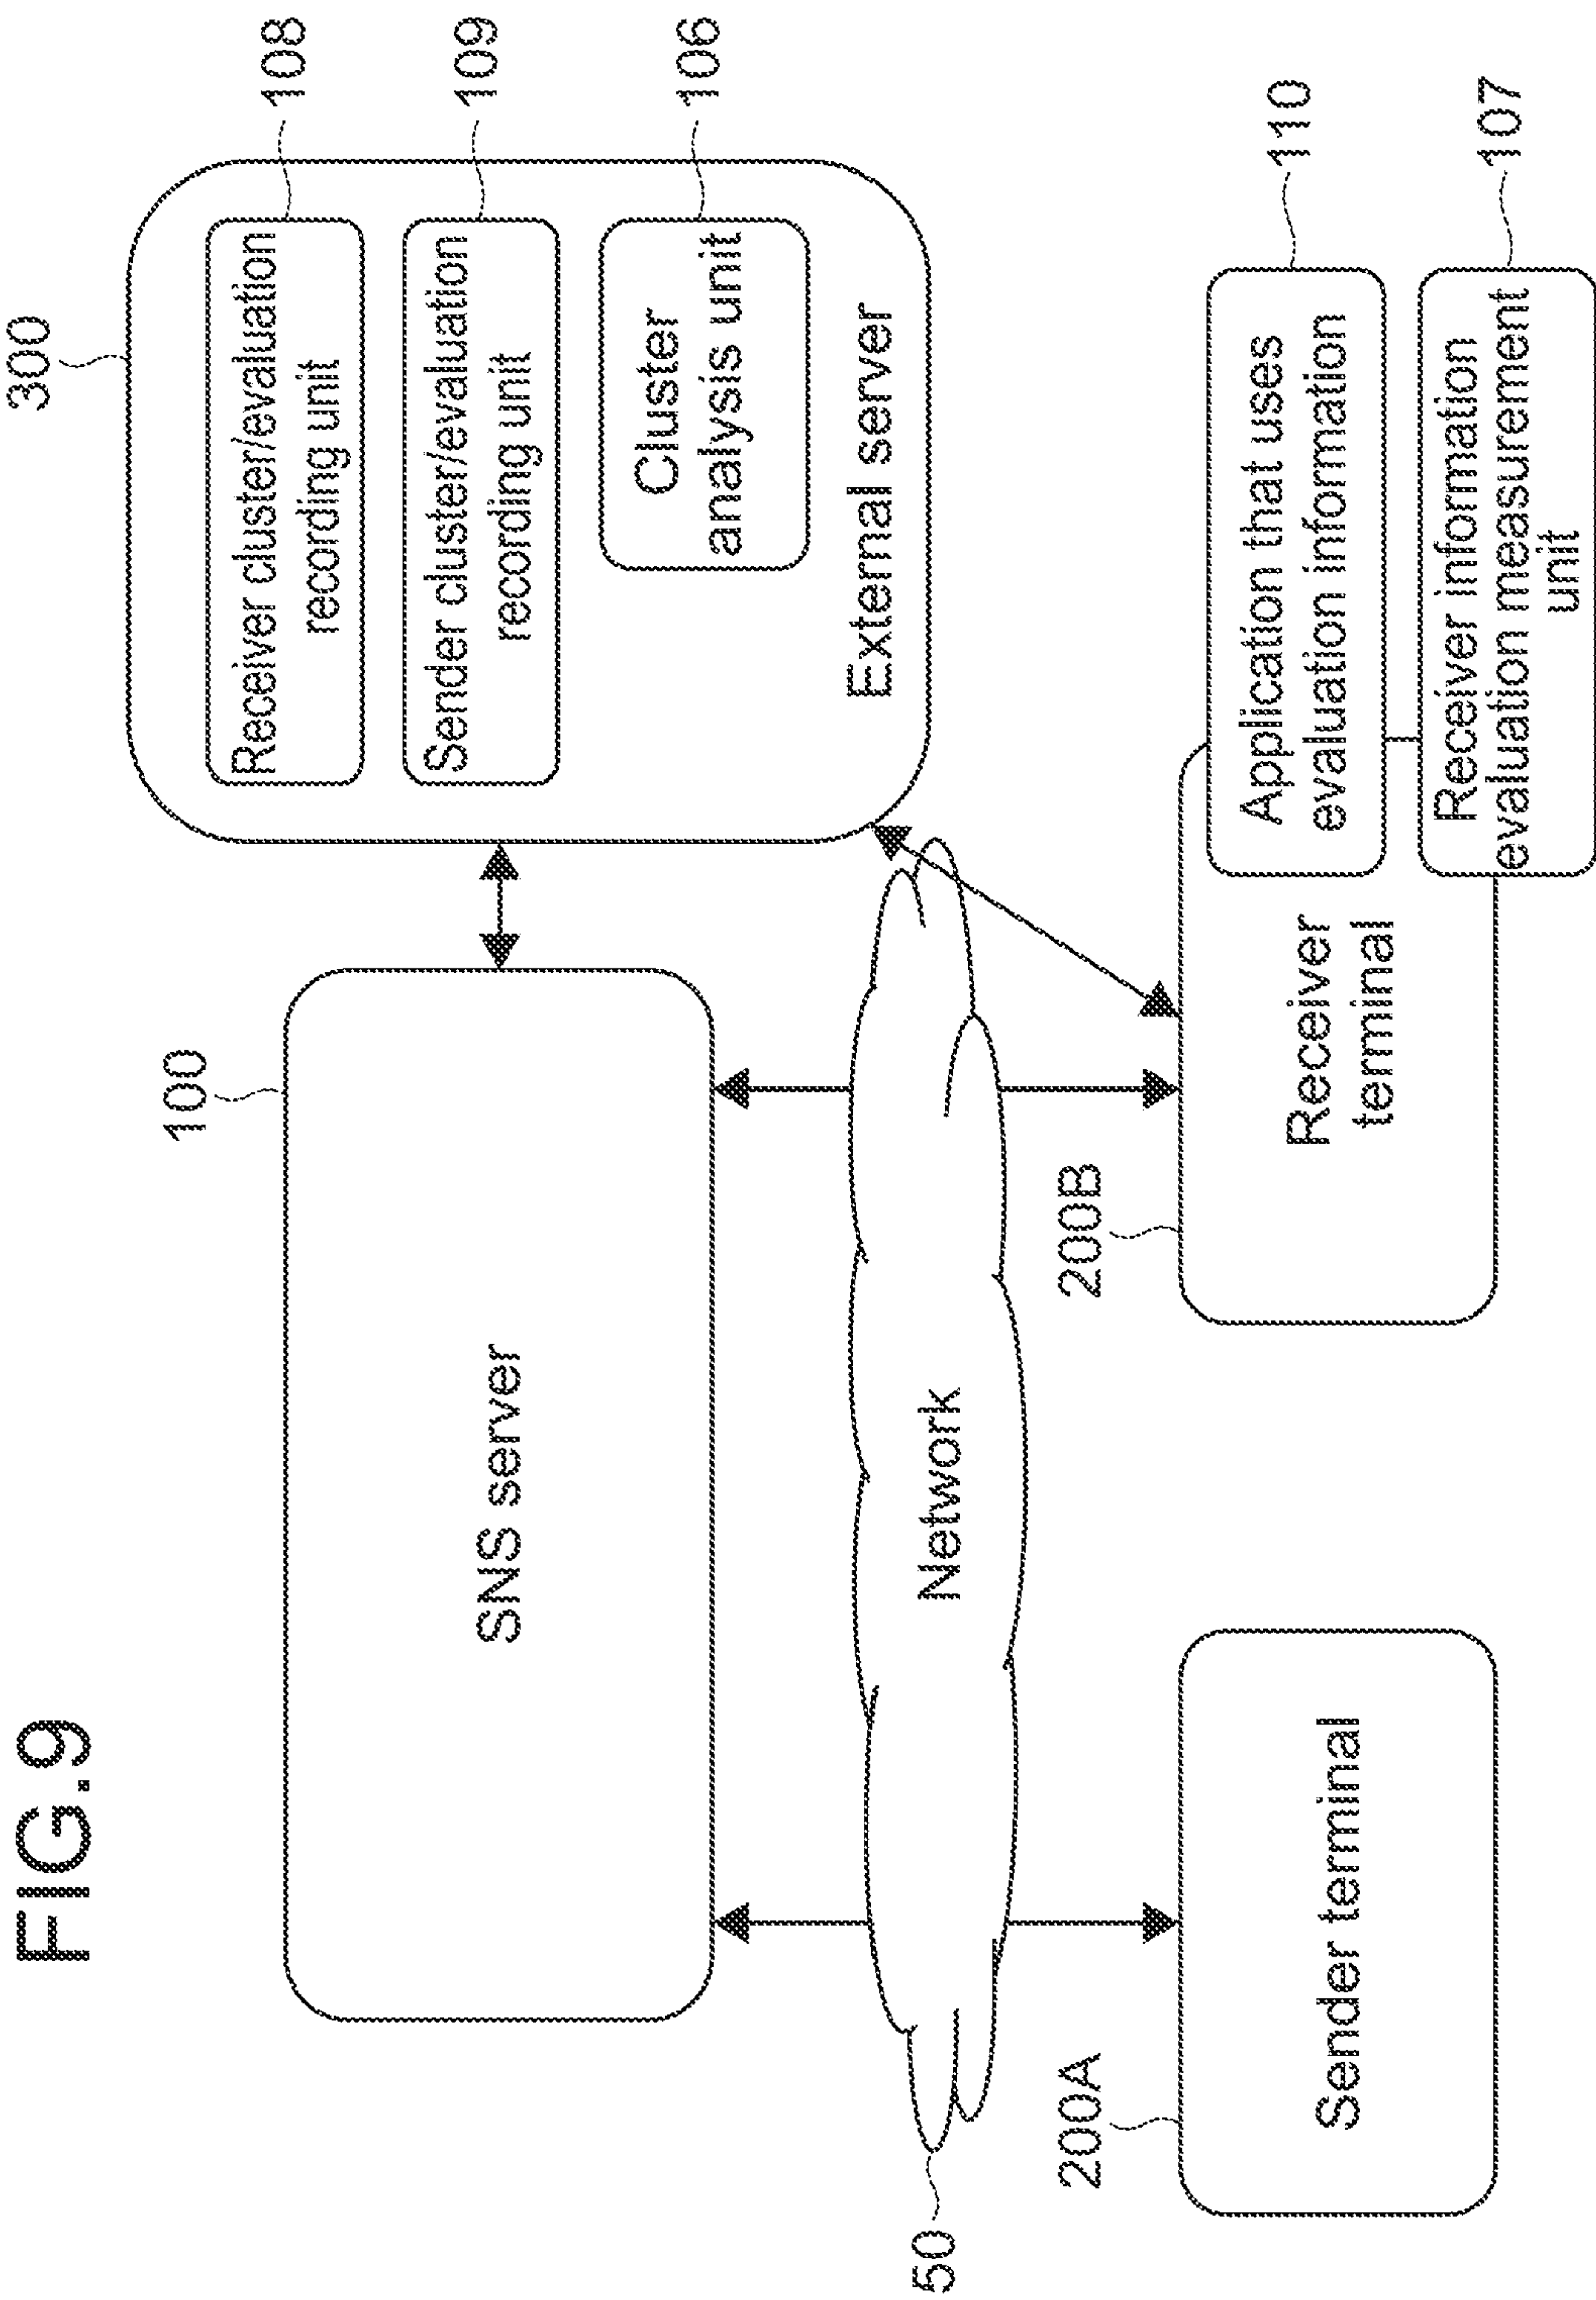 FIG.9
300
100
Receiver cluster/evaluation
recording unit
108
Sender cluster/evaluation
recording unit
109
SNS server
Cluster
analysis unit
106
External server
50
Network
200A
200B
Sender terminal
Receiver
terminal
Application that uses
evaluation information
110
Receiver information
evaluation measurement
unit
107